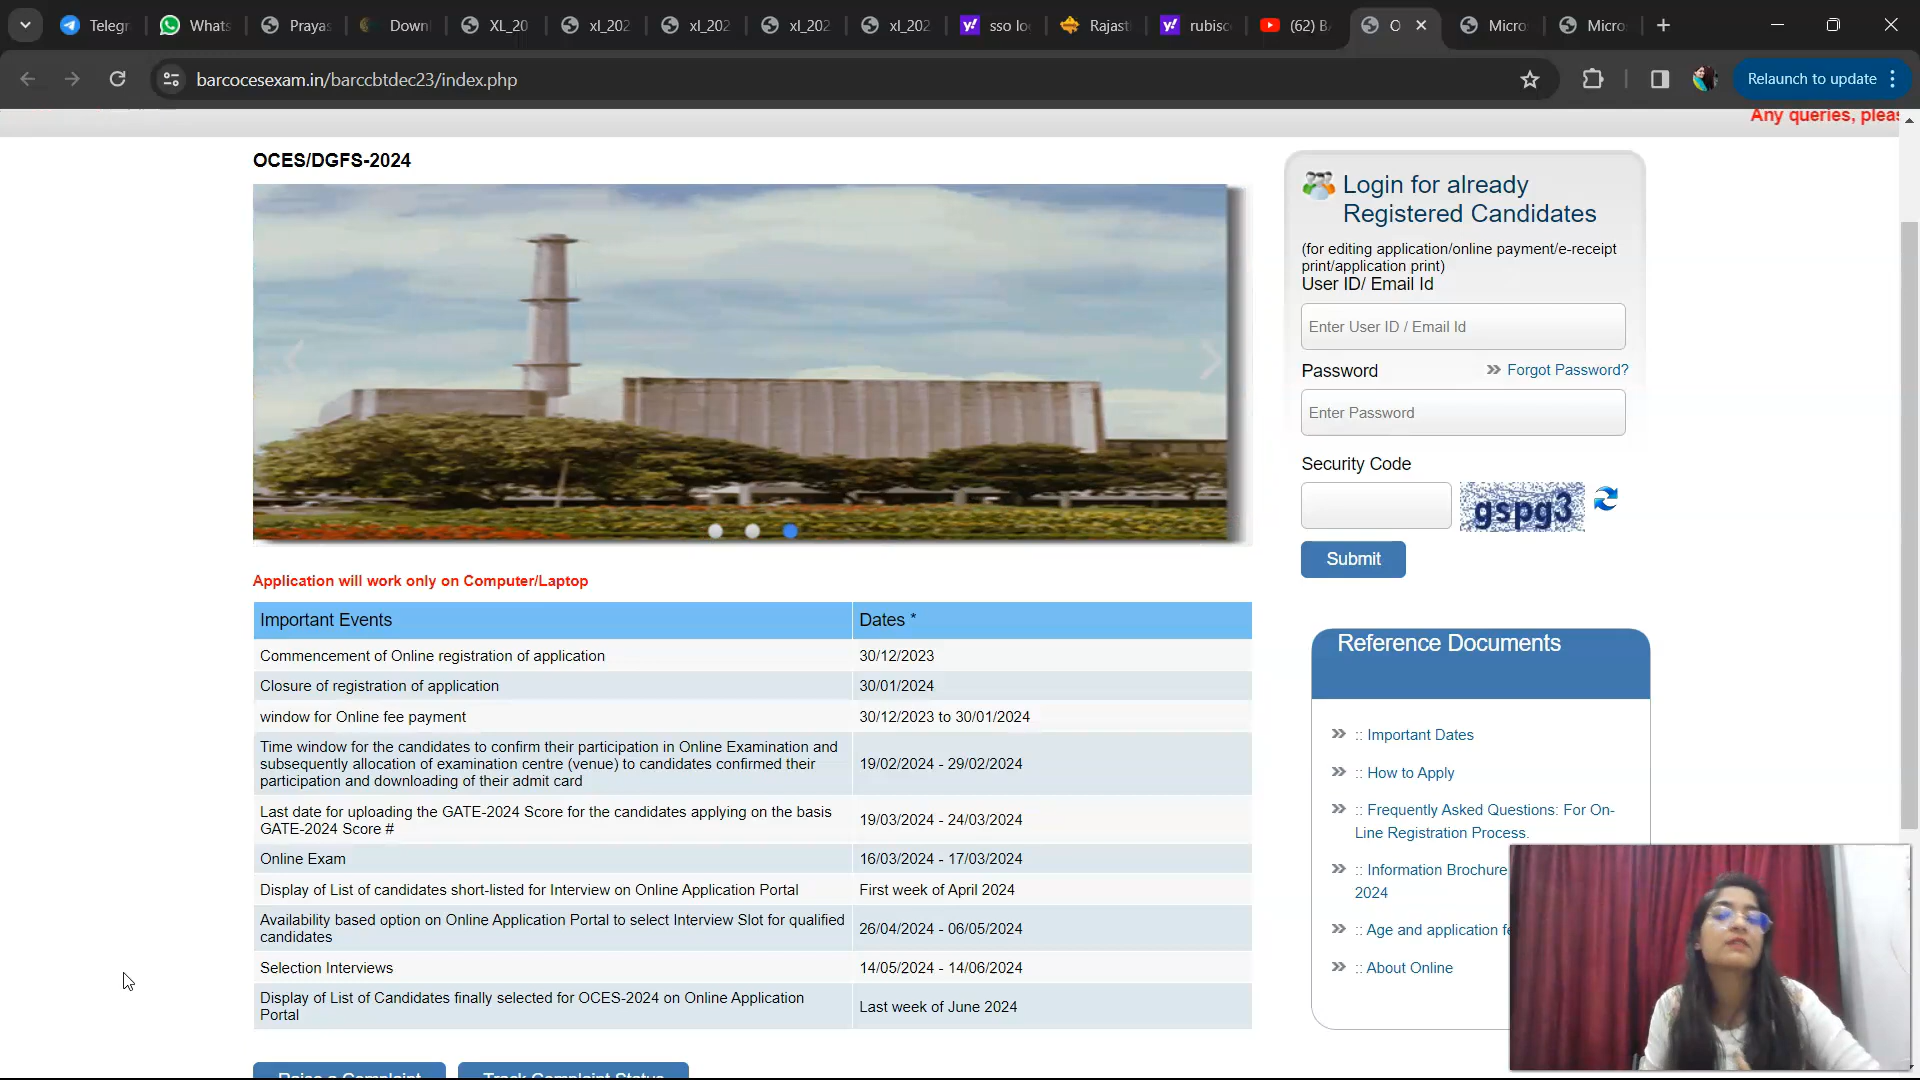 Telegr
Whats
Prayas
Down
XL_20
xl_202
xl_202
xl_202
xl_202
sso lo
Rajast
rubisc
(62) B
O
Micro
Micro
barcocesexam.in/barccbtdec23/index.php
Relaunch to update
Any queries, pleas
OCES/DGFS-2024
Login for already
Registered Candidates
(for editing application/online payment/e-receipt
print/application print)
User ID/ Email Id
Enter User ID / Email Id
Password
Forgot Password?
Enter Password
Security Code
gspg3
Submit
Application will work only on Computer/Laptop
Important Events Dates *
Commencement of Online registration of application 30/12/2023
Closure of registration of application 30/01/2024
window for Online fee payment 30/12/2023 to 30/01/2024
Time window for the candidates to confirm their participation in Online Examination and
subsequently allocation of examination centre (venue) to candidates confirmed their
participation and downloading of their admit card
19/02/2024 - 29/02/2024
Last date for uploading the GATE-2024 Score for the candidates applying on the basis
GATE-2024 Score #
19/03/2024 - 24/03/2024
Online Exam 16/03/2024 - 17/03/2024
Display of List of candidates short-listed for Interview on Online Application Portal First week of April 2024
Availability based option on Online Application Portal to select Interview Slot for qualified
candidates
26/04/2024 - 06/05/2024
Selection Interviews 14/05/2024 - 14/06/2024
Display of List of Candidates finally selected for OCES-2024 on Online Application
Portal
Last week of June 2024
Raise a Complaint Track Complaint Status
Reference Documents
:: Important Dates
:: How to Apply
:: Frequently Asked Questions: For On-
Line Registration Process.
:: Information Brochure
2024
:: Age and application fe
:: About Online